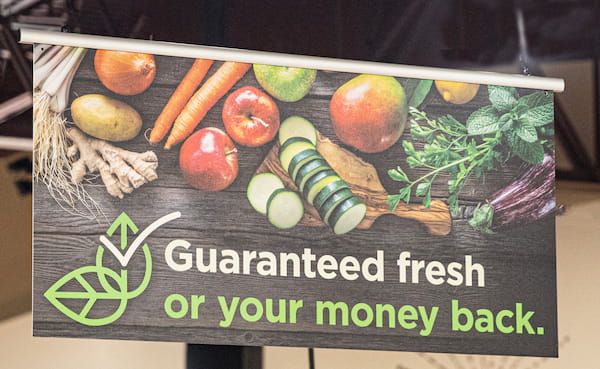 Guaranteed fresh
or your money back.